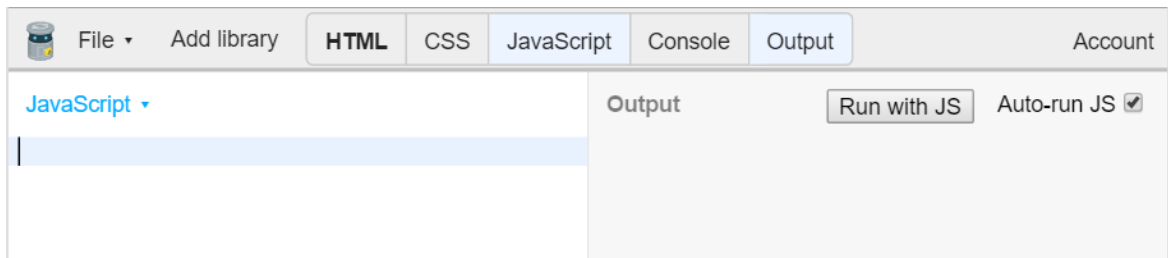 File ▾ Add library HTML CSS JavaScript Console Output Account
JavaScript ▾
Output Run with JS Auto-run JS